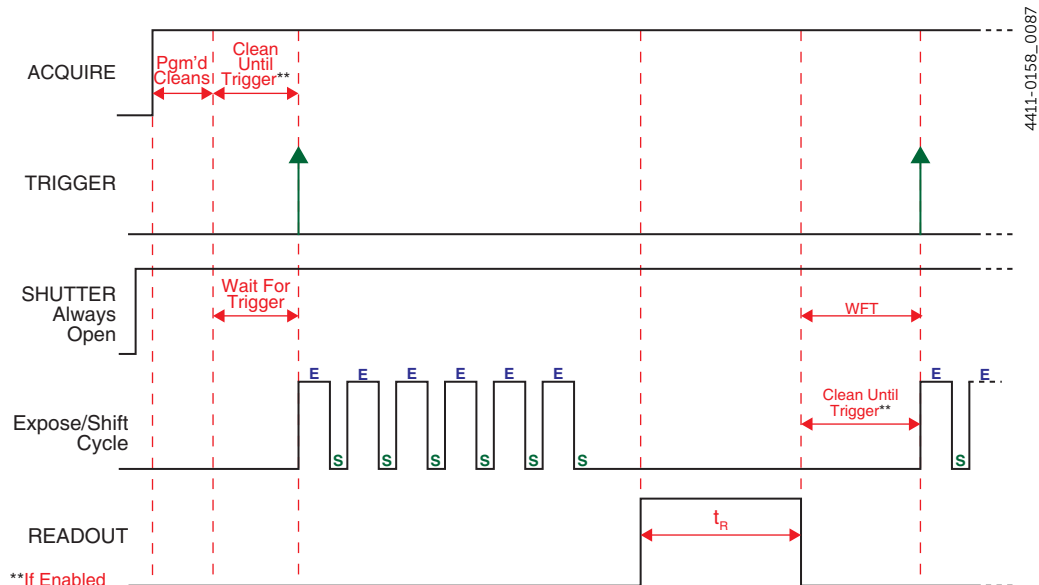 4411-0158_0087
ACQUIRE
Pgm'd
Cleans
Clean
Until
Trigger**
TRIGGER
SHUTTER
Always
Open
Wait For
Trigger
WFT
Expose/Shift
Cycle
E E E E E E
S S S S S S
Clean Until
Trigger**
E E
S
READOUT
tR
**If Enabled